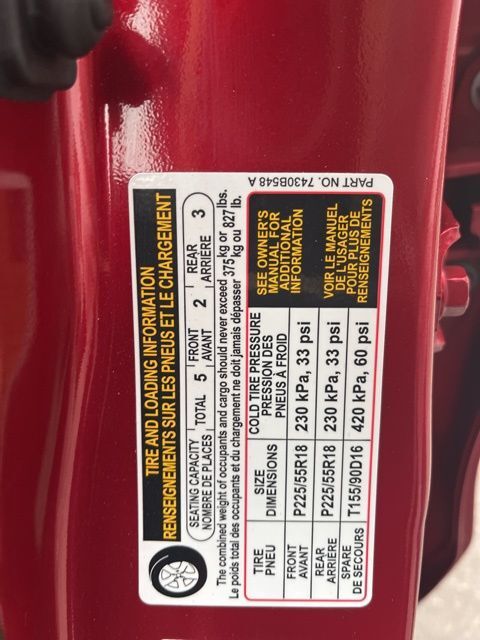 TIRE AND LOADING INFORMATION
RENSEIGNEMENTS SUR LES PNEUS ET LE CHARGEMENT
SEATING CAPACITY
NOMBRE DE PLACES
TOTAL 5
FRONT
AVANT
2
REAR
ARRIÈRE
3
The combined weight of occupants and cargo should never exceed 375 kg or 827 lbs.
Le poids total des occupants et du chargement ne doit jamais dépasser 375 kg ou 827 lb.
TIRE
PNEU
SIZE
DIMENSIONS
COLD TIRE PRESSURE
PRESSION DES
PNEUS À FROID
FRONT
AVANT
P225/55R18
230 kPa, 33 psi
REAR
ARRIÈRE
P225/55R18
230 kPa, 33 psi
SPARE
DE SECOURS
T155/90D16
420 kPa, 60 psi
SEE OWNER'S
MANUAL FOR
ADDITIONAL
INFORMATION
VOIR LE MANUEL
DE L'USAGER
POUR PLUS DE
RENSEIGNEMENTS
PART NO. 7430B548 A